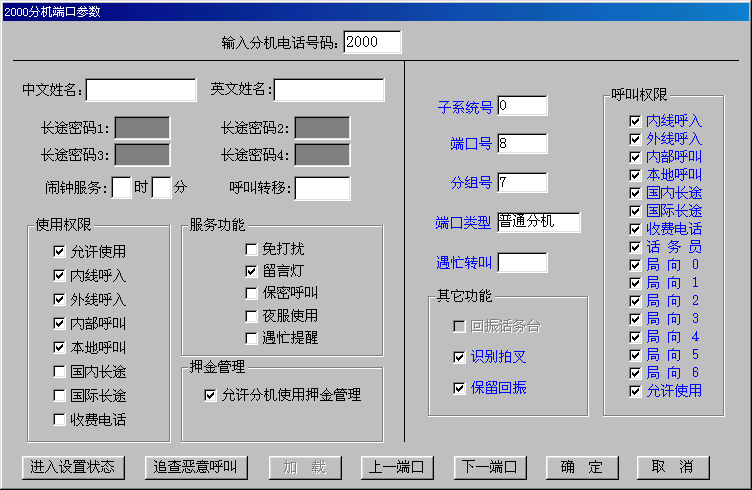 2000分机端口参数
输入分机电话号码: 2000
中文姓名:
英文姓名:
长途密码1:
长途密码2:
长途密码3:
长途密码4:
闹钟服务: 时 分
呼叫转移:
使用权限
允许使用
内线呼入
外线呼入
内部呼叫
本地呼叫
国内长途
国际长途
收费电话
服务功能
免打扰
留言灯
保密呼叫
夜服使用
遇忙提醒
押金管理
允许分机使用押金管理
子系统号 0
端口号 8
分组号 7
端口类型 普通分机
遇忙转叫
其它功能
回振话务台
识别拍叉
保留回振
呼叫权限
内线呼入
外线呼入
内部呼叫
本地呼叫
国内长途
国际长途
收费电话
话 务 员
局 向 0
局 向 1
局 向 2
局 向 3
局 向 4
局 向 5
局 向 6
允许使用
进入设置状态
追查恶意呼叫
加 载
上一端口
下一端口
确 定
取 消